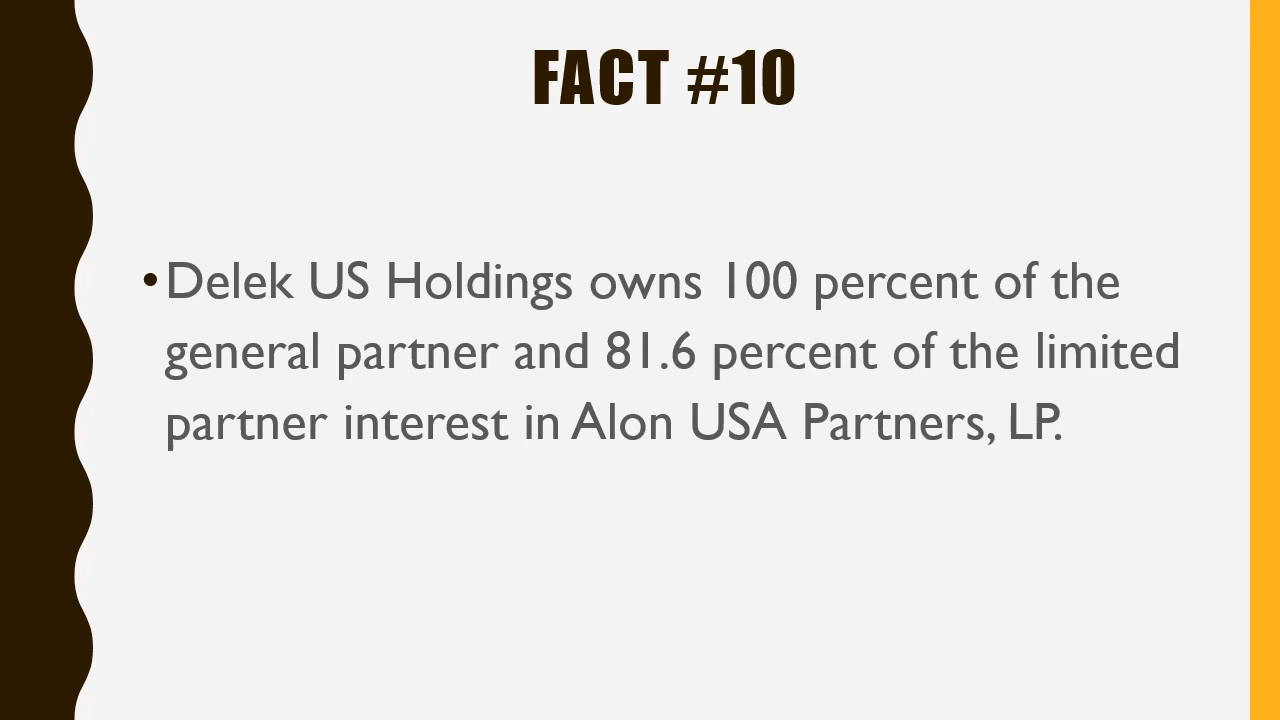 FACT #10
•Delek US Holdings owns 100 percent of the
general partner and 81.6 percent of the limited
partner interest in Alon USA Partners, LP.